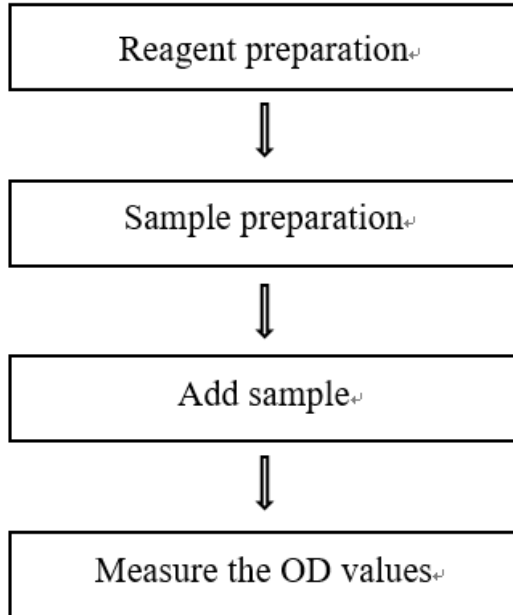 Reagent preparation
Sample preparation
Add sample
Measure the OD values